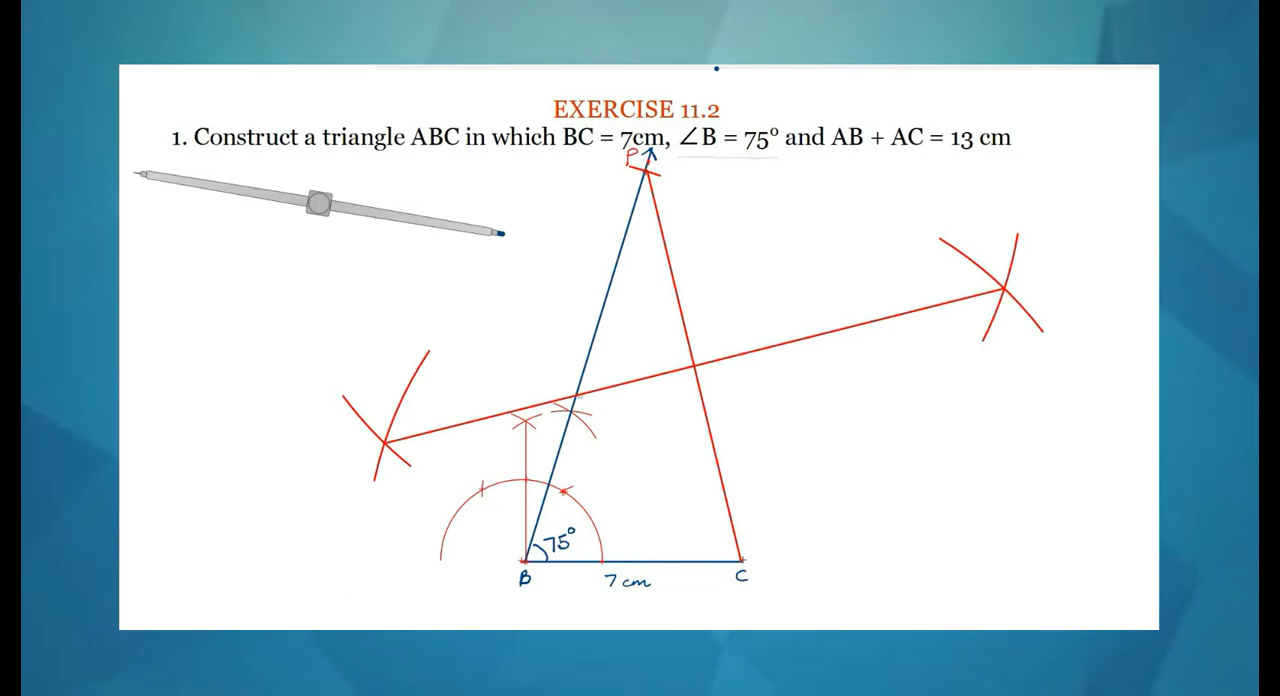 EXERCISE 11.2
1. Construct a triangle ABC in which BC = 7cm, ∠B = 75° and AB + AC = 13 cm
P
75°
B 7 cm C